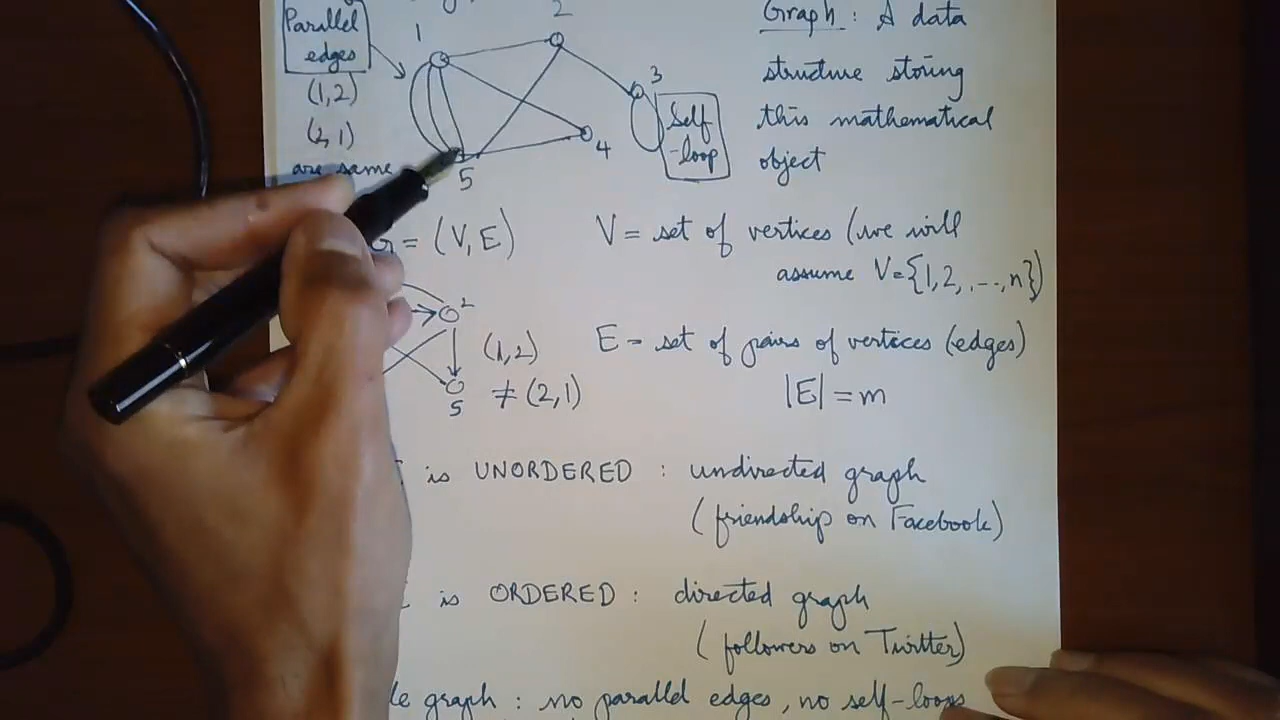 Parallel
edges
(1,2)
(2,1)
are same
1
2
3
4
5
Self
-loop
Graph : A data
structure storing
this mathematical
object
G = (V, E)
V = set of vertices (we will
assume V={1,2,...,n})
2
5
(1,2)
≠ (2,1)
E = set of pairs of vertices (edges)
|E| = m
is UNORDERED : undirected graph
(friendship on Facebook)
is ORDERED : directed graph
(followers on Twitter)
graph : no parallel edges, no self-loops